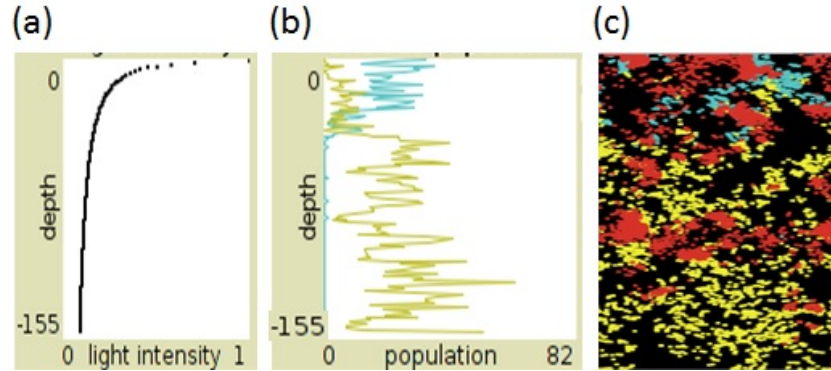 (a)
(b)
(c)
0
depth
-155
0 light intensity 1
0
depth
-155
0 population 82